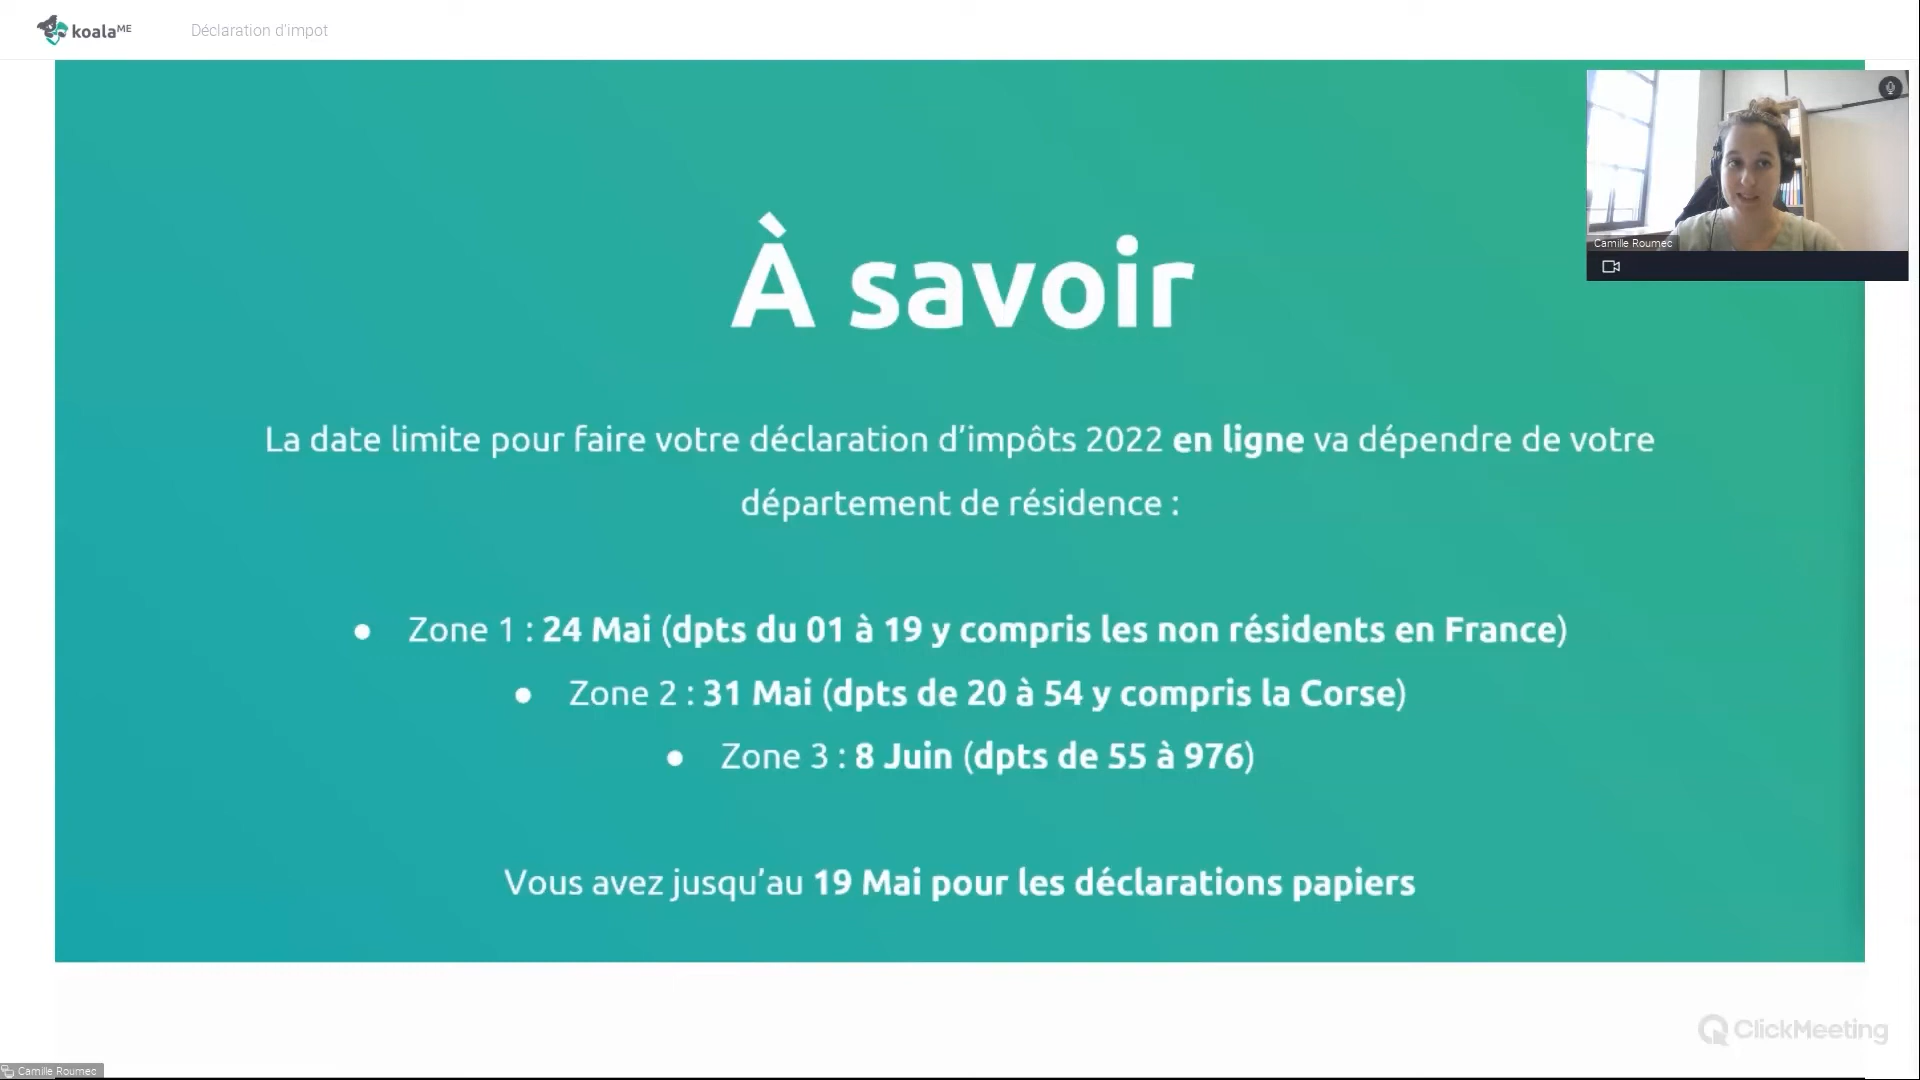 koalaME
Déclaration d'impot
À savoir
Camille Roumec
La date limite pour faire votre déclaration d’impôts 2022 en ligne va dépendre de votre
département de résidence :
● Zone 1 : 24 Mai (dpts du 01 à 19 y compris les non résidents en France)
● Zone 2 : 31 Mai (dpts de 20 à 54 y compris la Corse)
● Zone 3 : 8 Juin (dpts de 55 à 976)
Vous avez jusqu’au 19 Mai pour les déclarations papiers
ClickMeeting
Camille Roumec